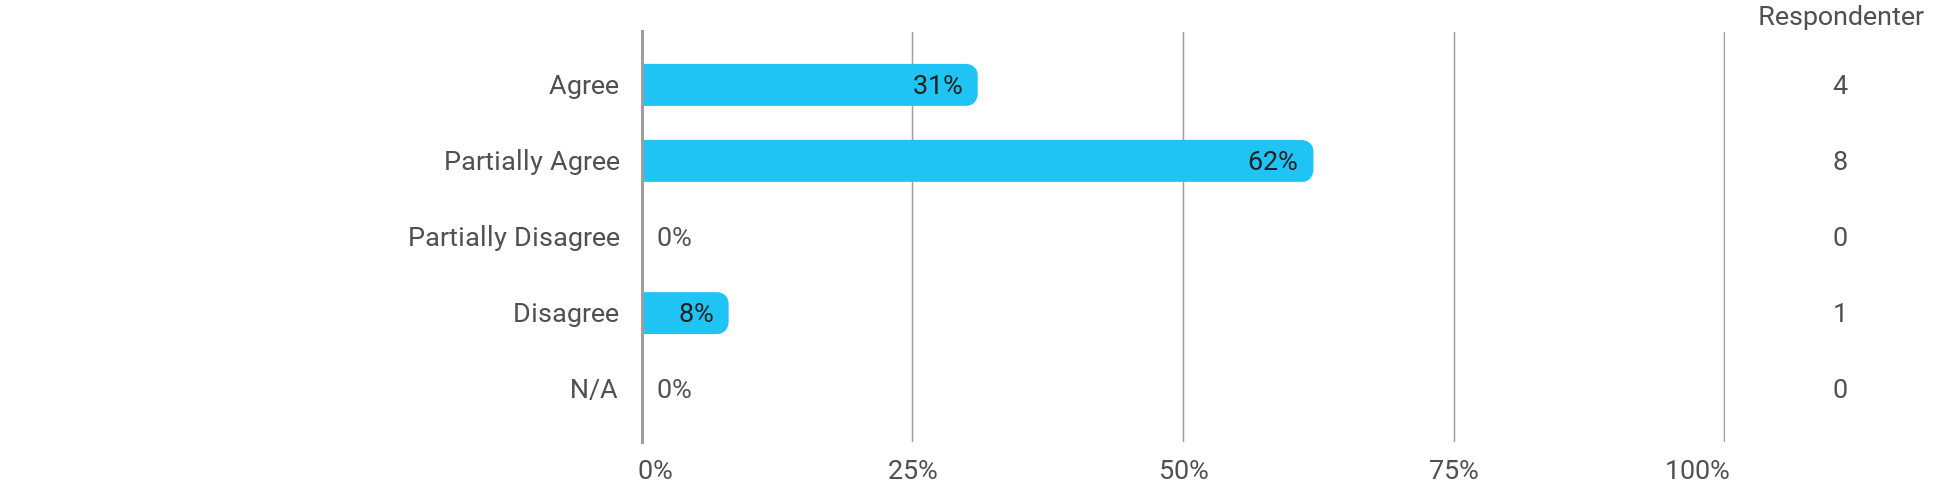 Respondenter
Agree 31% 4
Partially Agree 62% 8
Partially Disagree 0% 0
Disagree 8% 1
N/A 0% 0
0% 25% 50% 75% 100%